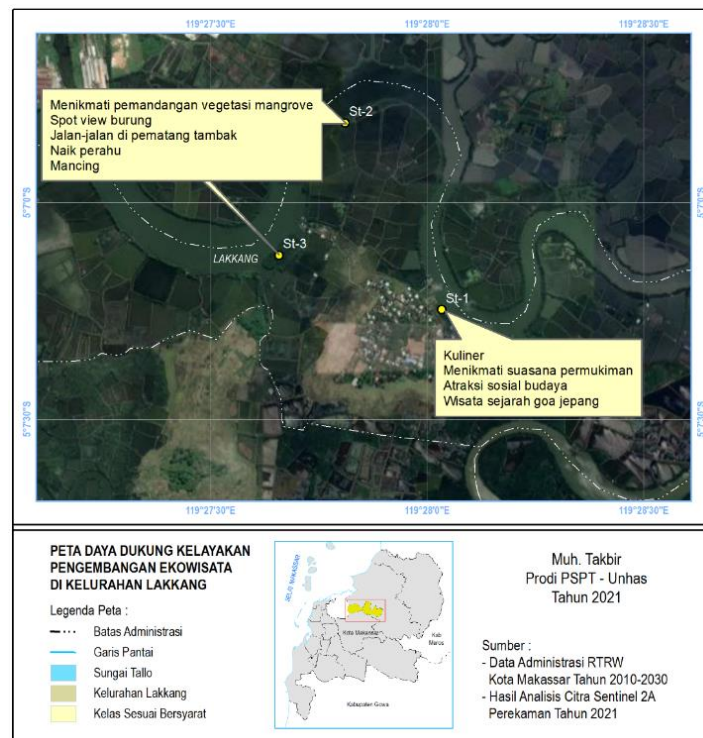 119°27'30"E
119°28'0"E
119°28'30"E
Menikmati pemandangan vegetasi mangrove
Spot view burung
Jalan-jalan di pematang tambak
Naik perahu
Mancing
St-2
5°7'0"S
5°7'0"S
St-3
LAKKANG
St-1
Kuliner
Menikmati suasana permukiman
Atraksi sosial budaya
Wisata sejarah goa jepang
5°7'30"S
5°7'30"S
119°27'30"E
119°28'0"E
119°28'30"E
PETA DAYA DUKUNG KELAYAKAN
PENGEMBANGAN EKOWISATA
DI KELURAHAN LAKKANG
Legenda Peta :
Batas Administrasi
Garis Pantai
Sungai Tallo
Kelurahan Lakkang
Kelas Sesuai Bersyarat
Kota Makassar
Kab.
Maros
Kabupaten Gowa
Muh. Takbir
Prodi PSPT - Unhas
Tahun 2021
Sumber :
- Data Administrasi RTRW
Kota Makassar Tahun 2010-2030
- Hasil Analisis Citra Sentinel 2A
Perekaman Tahun 2021